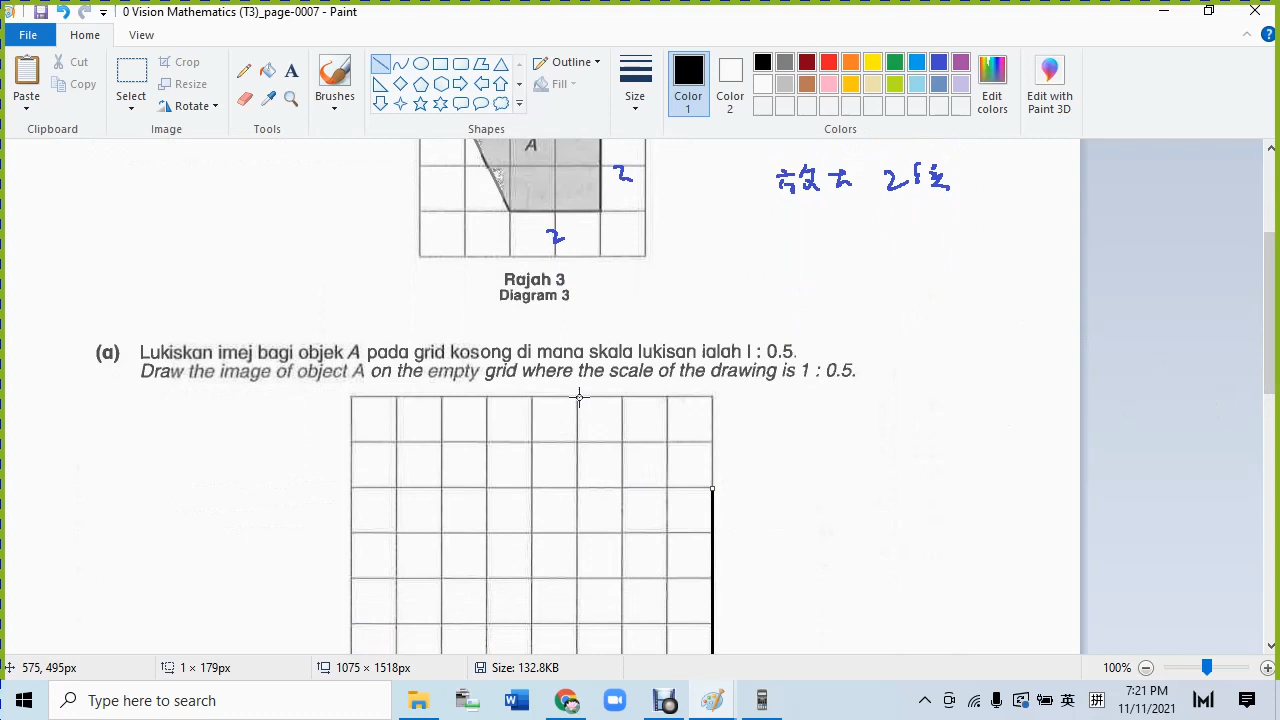 0 Vision Mathematics (T3)_page-0007 - Paint
File Home View
Paste Cut Copy
Clipboard
Select Crop Resize Rotate
Image
Tools
Brushes
Shapes
Outline
Fill
Size
Color 1
Color 2
Edit colors
Colors
Edit with Paint 3D
A
2
2
放大 2倍
Rajah 3
Diagram 3
(a) Lukiskan imej bagi objek A pada grid kosong di mana skala lukisan ialah I : 0.5.
Draw the image of object A on the empty grid where the scale of the drawing is 1 : 0.5.
575, 495px 1 × 179px 1075 × 1518px Size: 132.8KB 100%
Type here to search
英 拼 7:21 PM
11/11/2021